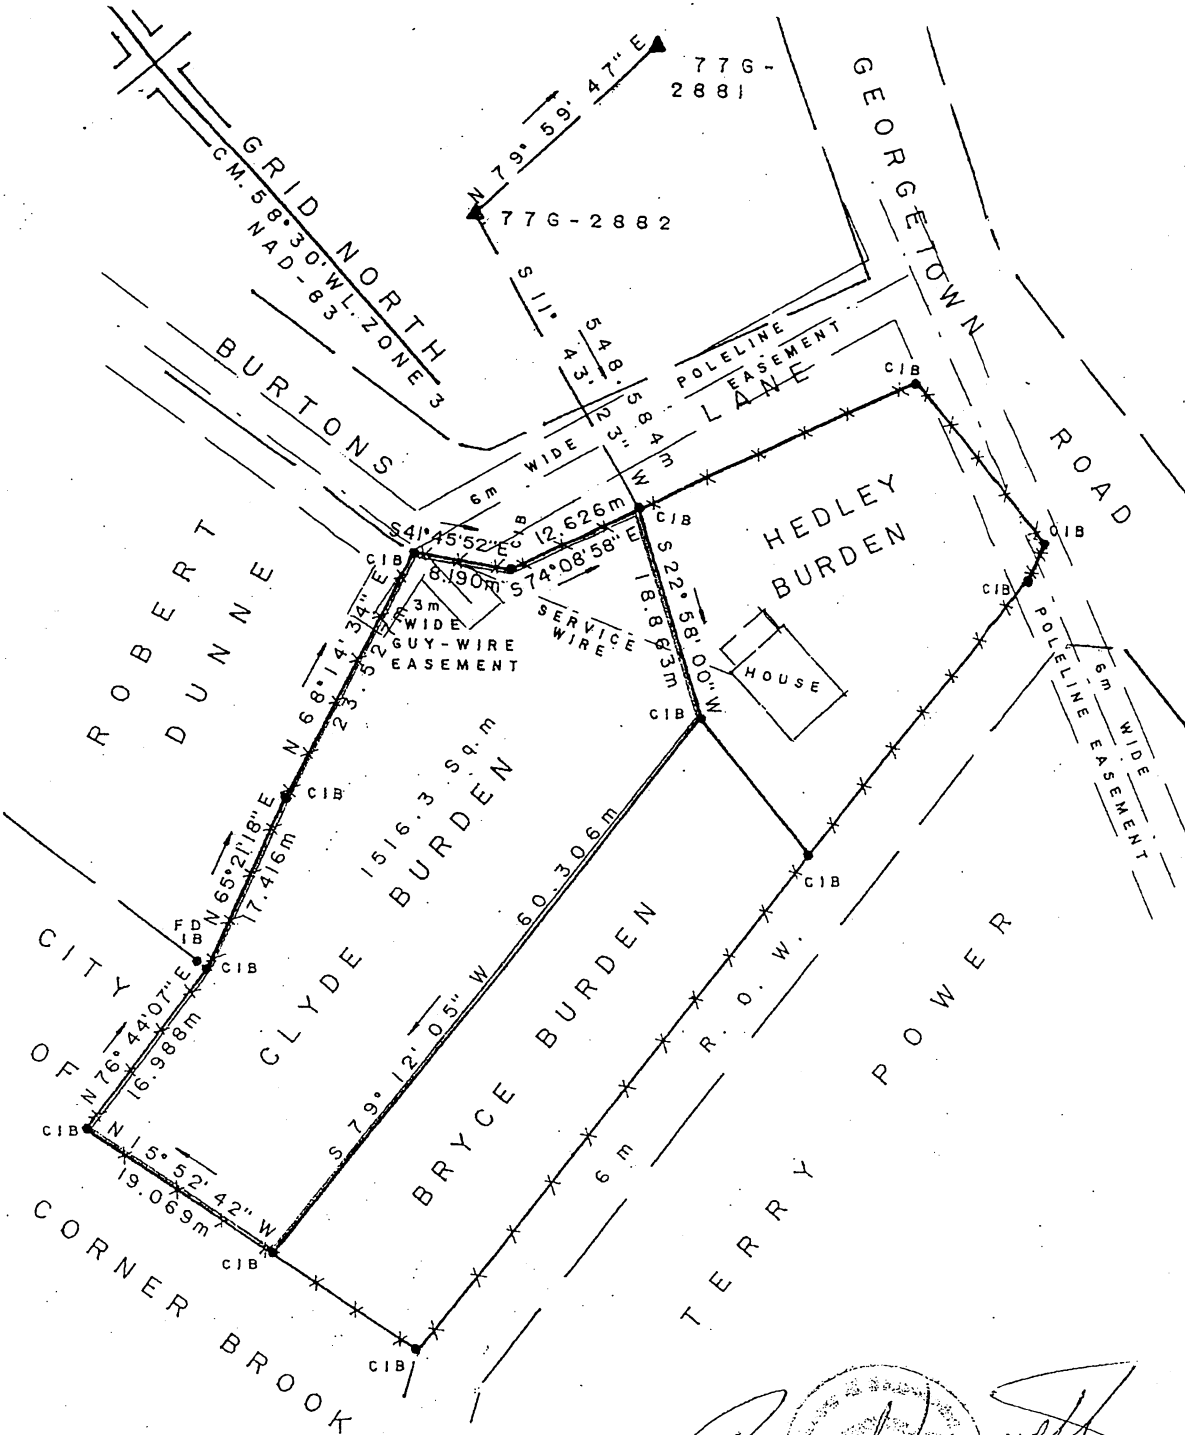 GRID NORTH
CM. 58°30' WL. ZONE 3
NAD-83
N 79° 59' 47" E
77G-
2881
77G-2882
S 11° 43' 23" W
548.584m
GEORGETOWN
ROAD
BURTONS
LANE
6m WIDE
POLELINE
EASEMENT
CIB
CIB
12.626m
CIB
S41°45'52"E
CIB
8.190m
S74°08'58"E
HEDLEY
BURDEN
CIB
CIB
ROBERT
DUNNE
3m
WIDE
GUY-WIRE
EASEMENT
SERVICE
WIRE
S 22° 58' 00" W
18.863m
HOUSE
6m WIDE
POLELINE EASEMENT
N 68° 14' 34" E
CIB
CIB
1516.3 Sq. m
CLYDE BURDEN
N 65°21'18"E
17.416m
60.306m
S 79° 12' 05" W
CIB
FD
IB
CIB
CITY
OF
N 76° 44'07" E
16.988m
BRYCE BURDEN
6 m R. O. W.
TERRY POWER
CIB
N 15° 52' 42" W
19.069m
CIB
CORNER BROOK
CIB